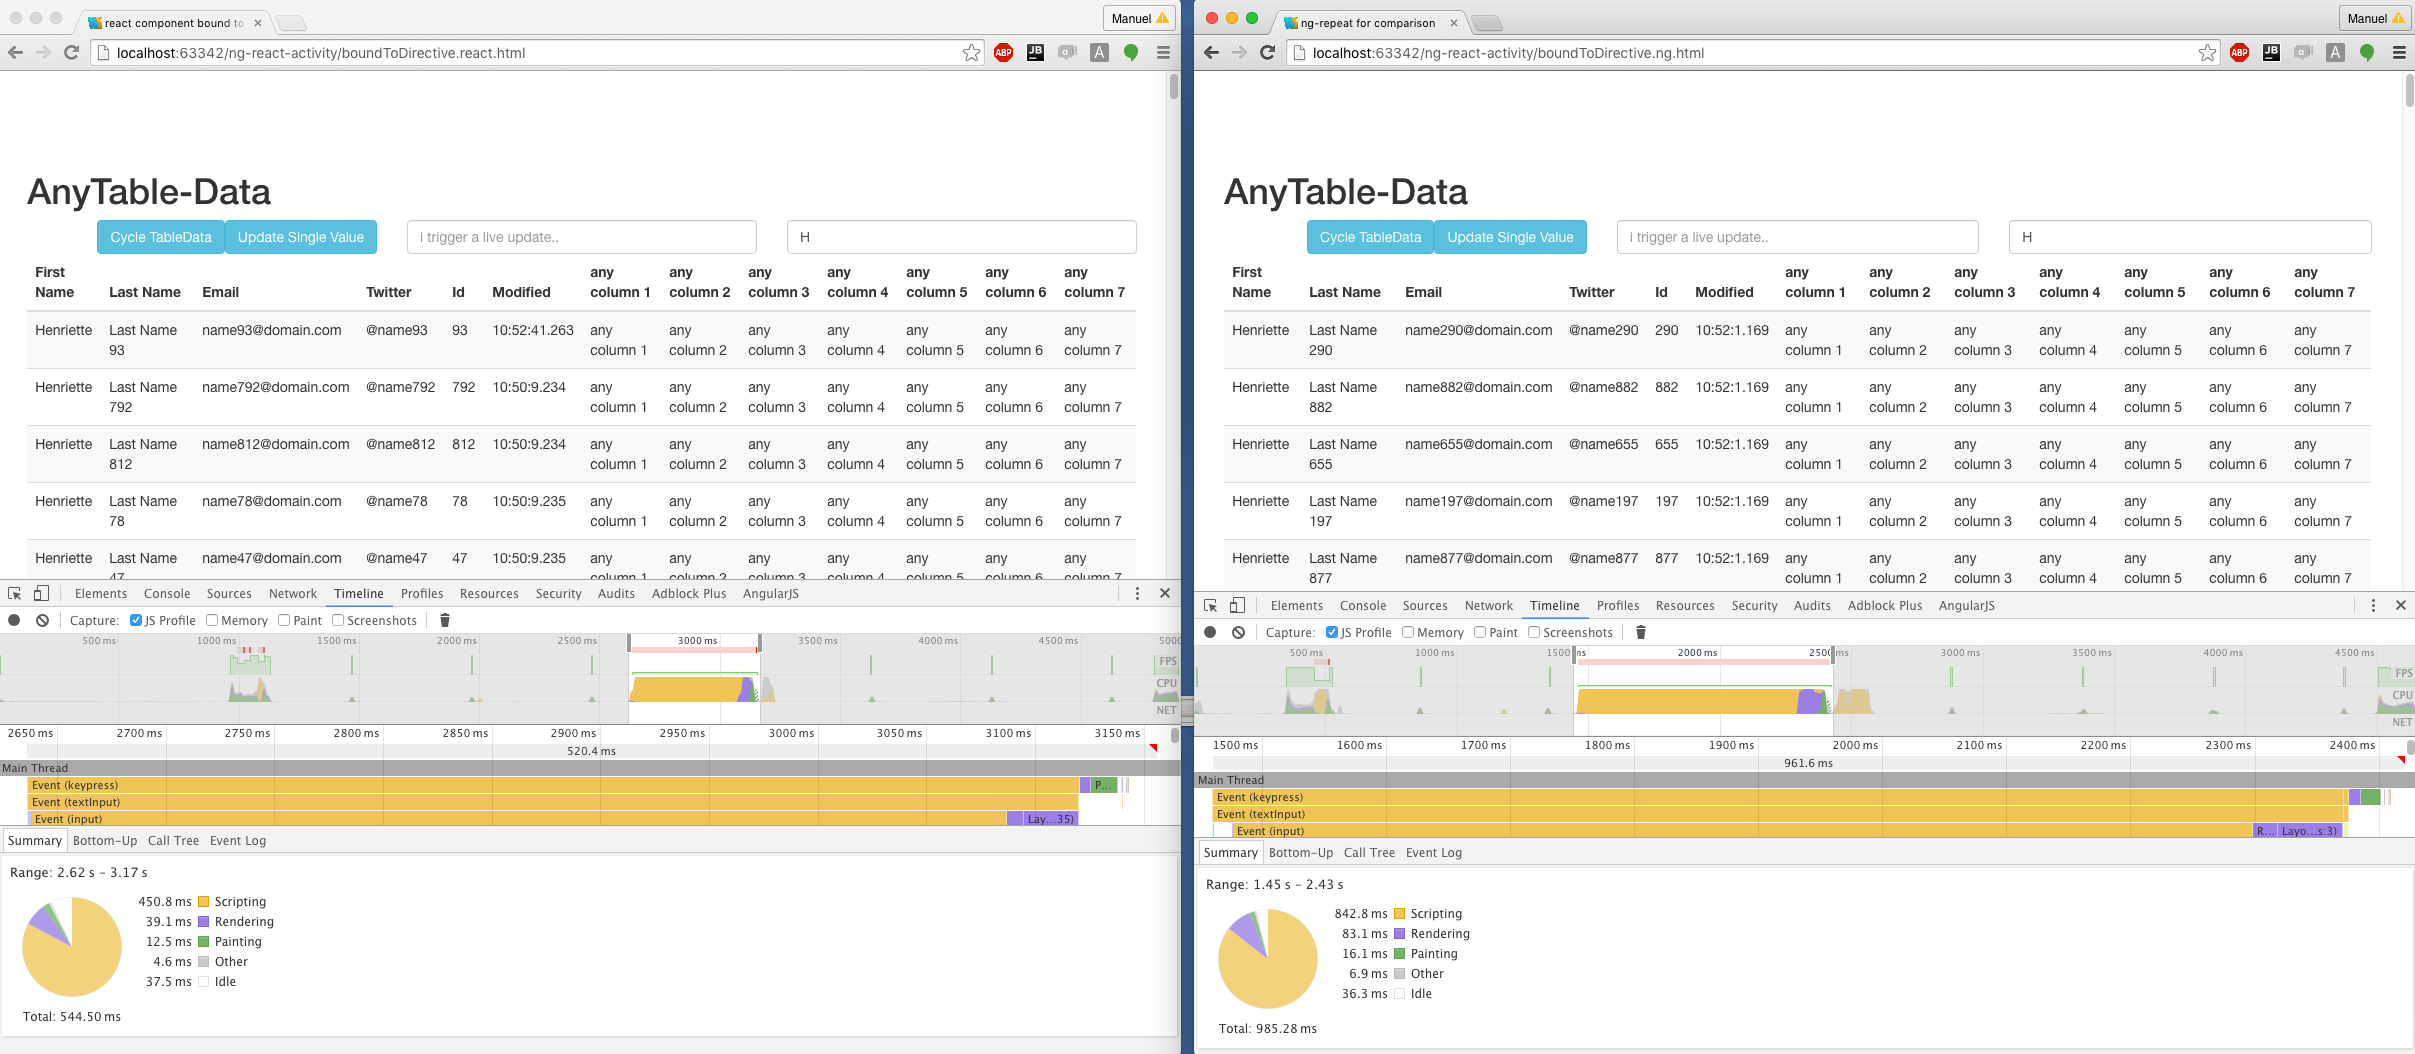 react component bound to
Manuel
localhost:63342/ng-react-activity/boundToDirective.react.html
ABP JB A
AnyTable-Data
Cycle TableData Update Single Value i trigger a live update.. H
First Name Last Name Email Twitter Id Modified any column 1 any column 2 any column 3 any column 4 any column 5 any column 6 any column 7
Henriette Last Name 93 name93@domain.com @name93 93 10:52:41.263 any column 1 any column 2 any column 3 any column 4 any column 5 any column 6 any column 7
Henriette Last Name 792 name792@domain.com @name792 792 10:50:9.234 any column 1 any column 2 any column 3 any column 4 any column 5 any column 6 any column 7
Henriette Last Name 812 name812@domain.com @name812 812 10:50:9.234 any column 1 any column 2 any column 3 any column 4 any column 5 any column 6 any column 7
Henriette Last Name 78 name78@domain.com @name78 78 10:50:9.235 any column 1 any column 2 any column 3 any column 4 any column 5 any column 6 any column 7
Henriette Last Name 47 name47@domain.com @name47 47 10:50:9.235 any column 1 any column 2 any column 3 any column 4 any column 5 any column 6 any column 7
Elements Console Sources Network Timeline Profiles Resources Security Audits Adblock Plus AngularJS
Capture: JS Profile Memory Paint Screenshots
500 ms 1000 ms 1500 ms 2000 ms 2500 ms 3000 ms 3500 ms 4000 ms 4500 ms 5000
FPS
CPU
NET
2650 ms 2700 ms 2750 ms 2800 ms 2850 ms 2900 ms 2950 ms 3000 ms 3050 ms 3100 ms 3150 ms
520.4 ms
Main Thread
Event (keypress) P...
Event (textInput)
Event (input) Lay...35)
Summary Bottom-Up Call Tree Event Log
Range: 2.62 s – 3.17 s
450.8 ms Scripting
39.1 ms Rendering
12.5 ms Painting
4.6 ms Other
37.5 ms Idle
Total: 544.50 ms
ng-repeat for comparison
Manuel
localhost:63342/ng-react-activity/boundToDirective.ng.html
ABP JB A
AnyTable-Data
Cycle TableData Update Single Value i trigger a live update.. H
First Name Last Name Email Twitter Id Modified any column 1 any column 2 any column 3 any column 4 any column 5 any column 6 any column 7
Henriette Last Name 290 name290@domain.com @name290 290 10:52:1.169 any column 1 any column 2 any column 3 any column 4 any column 5 any column 6 any column 7
Henriette Last Name 882 name882@domain.com @name882 882 10:52:1.169 any column 1 any column 2 any column 3 any column 4 any column 5 any column 6 any column 7
Henriette Last Name 655 name655@domain.com @name655 655 10:52:1.169 any column 1 any column 2 any column 3 any column 4 any column 5 any column 6 any column 7
Henriette Last Name 197 name197@domain.com @name197 197 10:52:1.169 any column 1 any column 2 any column 3 any column 4 any column 5 any column 6 any column 7
Henriette Last Name 877 name877@domain.com @name877 877 10:52:1.169 any column 1 any column 2 any column 3 any column 4 any column 5 any column 6 any column 7
Elements Console Sources Network Timeline Profiles Resources Security Audits Adblock Plus AngularJS
Capture: JS Profile Memory Paint Screenshots
500 ms 1000 ms 1500 ms 2000 ms 2500 ms 3000 ms 3500 ms 4000 ms 4500 ms
FPS
CPU
NET
1500 ms 1600 ms 1700 ms 1800 ms 1900 ms 2000 ms 2100 ms 2200 ms 2300 ms 2400 ms
961.6 ms
Main Thread
Event (keypress)
Event (textInput)
Event (input) R... Layo...s:3)
Summary Bottom-Up Call Tree Event Log
Range: 1.45 s – 2.43 s
842.8 ms Scripting
83.1 ms Rendering
16.1 ms Painting
6.9 ms Other
36.3 ms Idle
Total: 985.28 ms